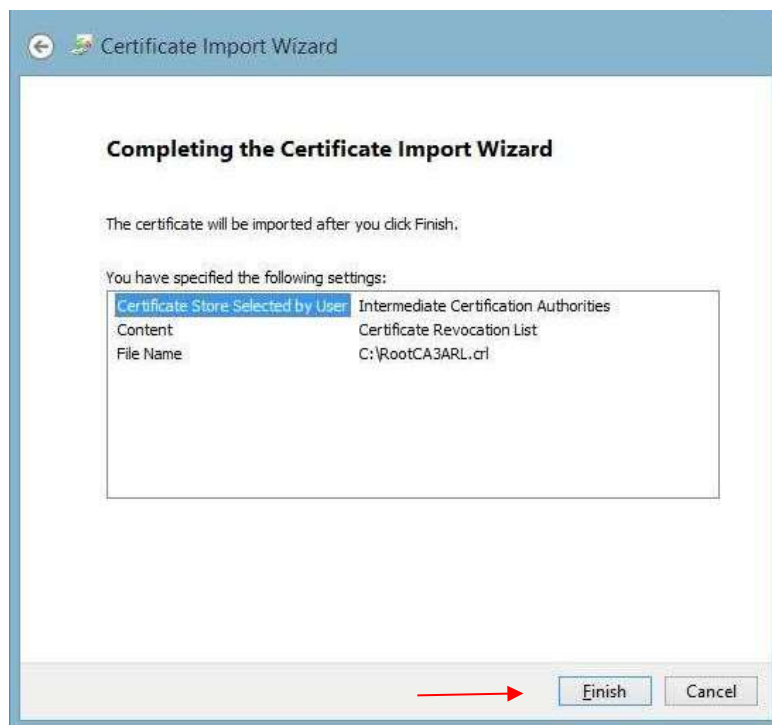 Certificate Import Wizard
Completing the Certificate Import Wizard
The certificate will be imported after you click Finish.
You have specified the following settings:
Certificate Store Selected by User Intermediate Certification Authorities
Content Certificate Revocation List
File Name C:\RootCA3ARL.crl
Finish Cancel